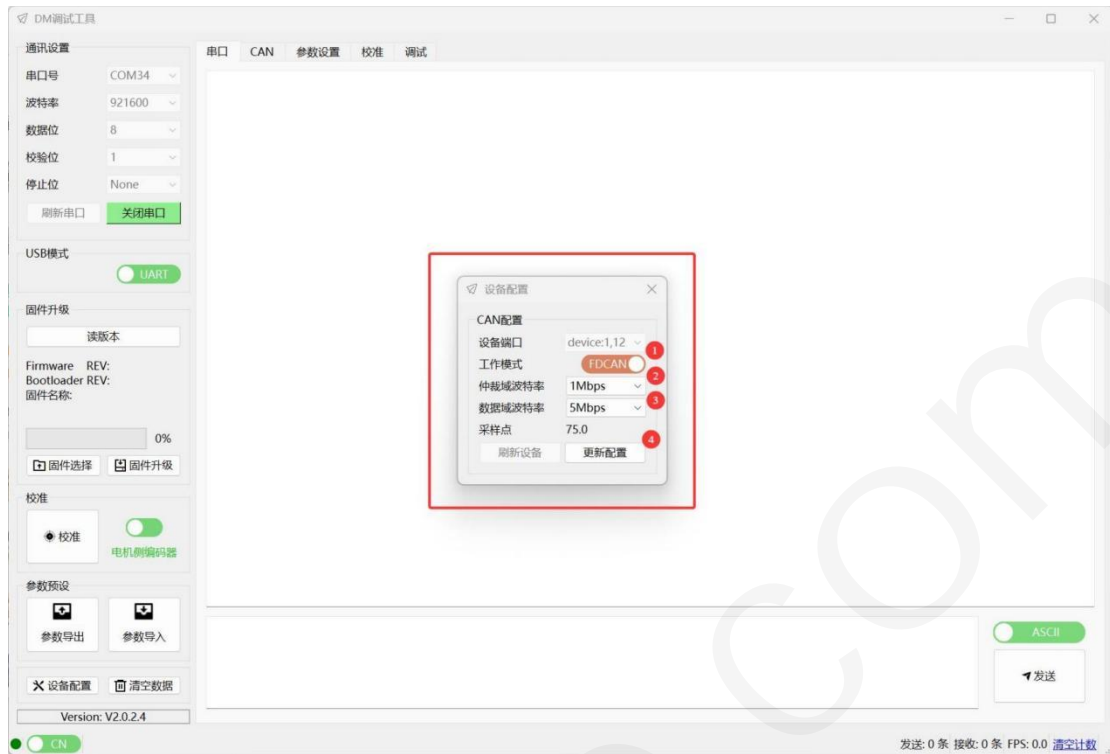 DM调试工具
通讯设置
串口号 COM34
波特率 921600
数据位 8
校验位 1
停止位 None
刷新串口 关闭串口
USB模式
UART
固件升级
读版本
Firmware REV:
Bootloader REV:
固件名称:
0%
固件选择 固件升级
校准
校准 电机侧编码器
参数预设
参数导出 参数导入
设备配置 清空数据
Version: V2.0.2.4
CN
串口 CAN 参数设置 校准 调试
设备配置
CAN配置
设备端口 device:1,12
工作模式 FDCAN 1
仲裁域波特率 1Mbps 2
数据域波特率 5Mbps 3
采样点 75.0
刷新设备 更新配置 4
ASCII
发送
发送: 0 条 接收: 0 条 FPS: 0.0 清空计数
com